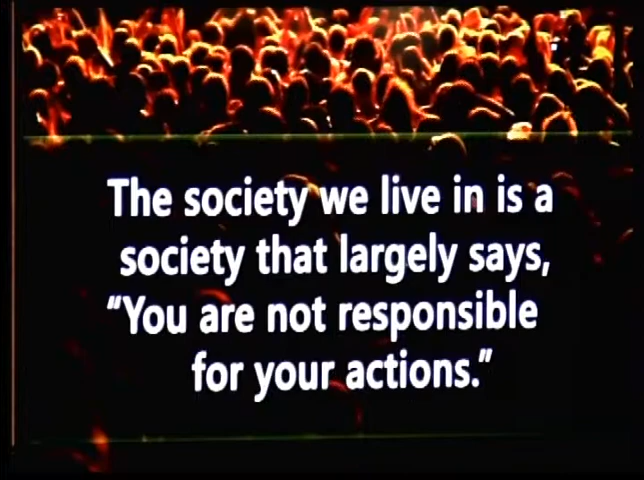 The society we live in is a
society that largely says,
“You are not responsible
for your actions.”